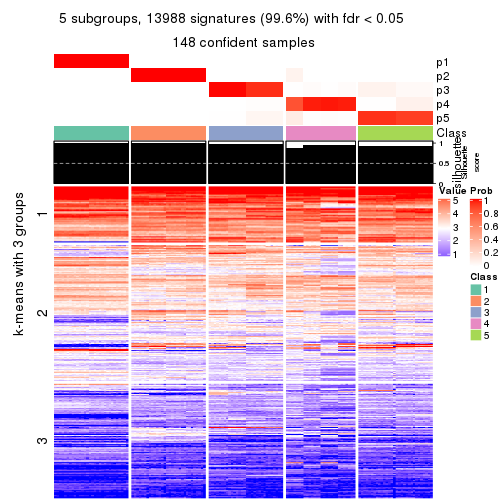 5 subgroups, 13988 signatures (99.6%) with fdr < 0.05
148 confident samples
p1
p2
p3
p4
p5
Class
1
0.5
0
silhouette
Silhouette
score
k-means with 3 groups
1
2
3
Value
5
4
3
2
1
Prob
1
0.8
0.6
0.4
0.2
0
Class
1
2
3
4
5